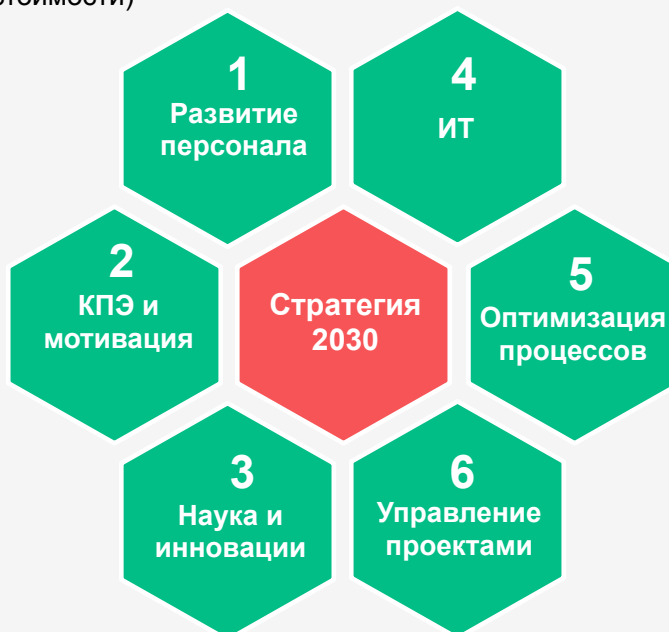 стоимости)
1
Развитие
персонала
4
ИТ
2
КПЭ и
мотивация
Стратегия
2030
5
Оптимизация
процессов
3
Наука и
инновации
6
Управление
проектами